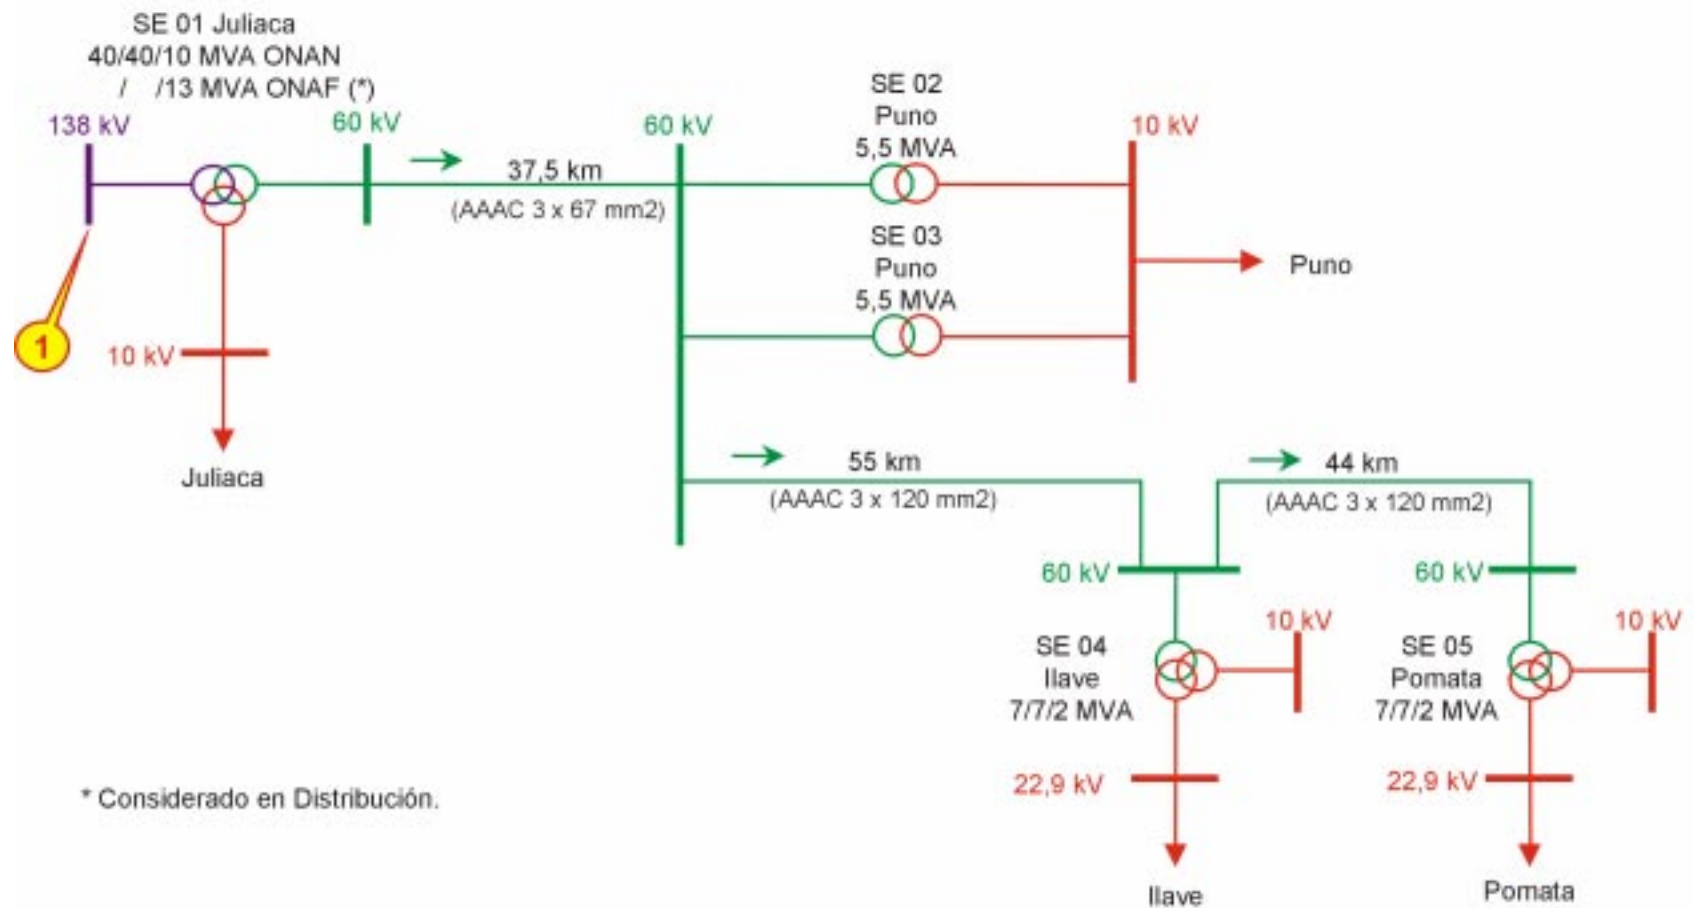 SE 01 Juliaca
40/40/10 MVA ONAN
/ /13 MVA ONAF (*)
138 kV
60 kV
37,5 km
(AAAC 3 x 67 mm2)
60 kV
SE 02
Puno
5,5 MVA
10 kV
SE 03
Puno
5,5 MVA
Puno
1
10 kV
Juliaca
55 km
(AAAC 3 x 120 mm2)
44 km
(AAAC 3 x 120 mm2)
60 kV
10 kV
SE 04
Ilave
7/7/2 MVA
22,9 kV
Ilave
60 kV
10 kV
SE 05
Pomata
7/7/2 MVA
22,9 kV
Pomata
* Considerado en Distribución.